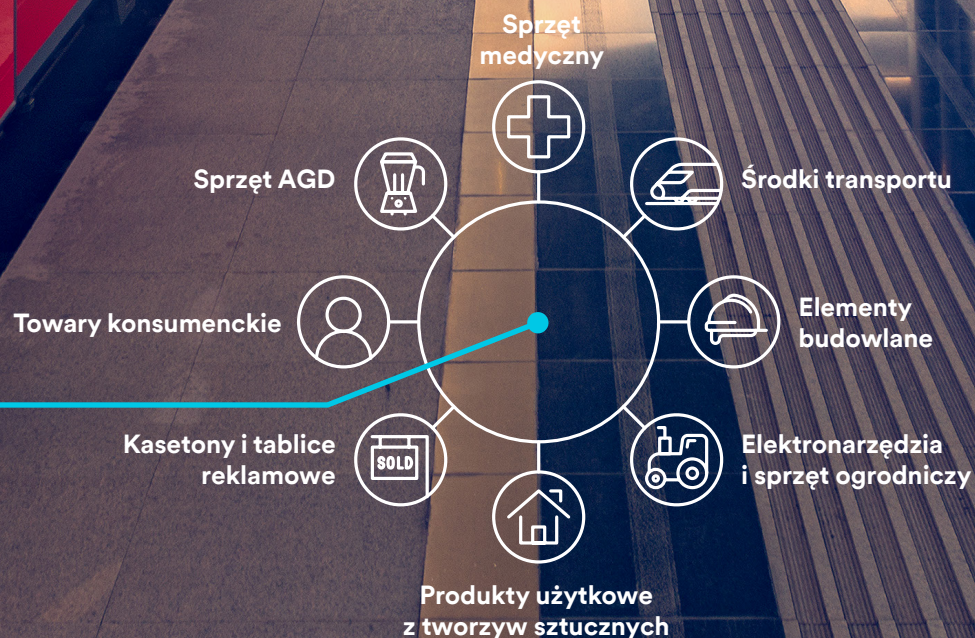 Sprzęt
medyczny
Sprzęt AGD
Środki transportu
Towary konsumenckie
Elementy
budowlane
Kasetony i tablice
reklamowe
SOLD
Elektronarzędzia
i sprzęt ogrodniczy
Produkty użytkowe
z tworzyw sztucznych